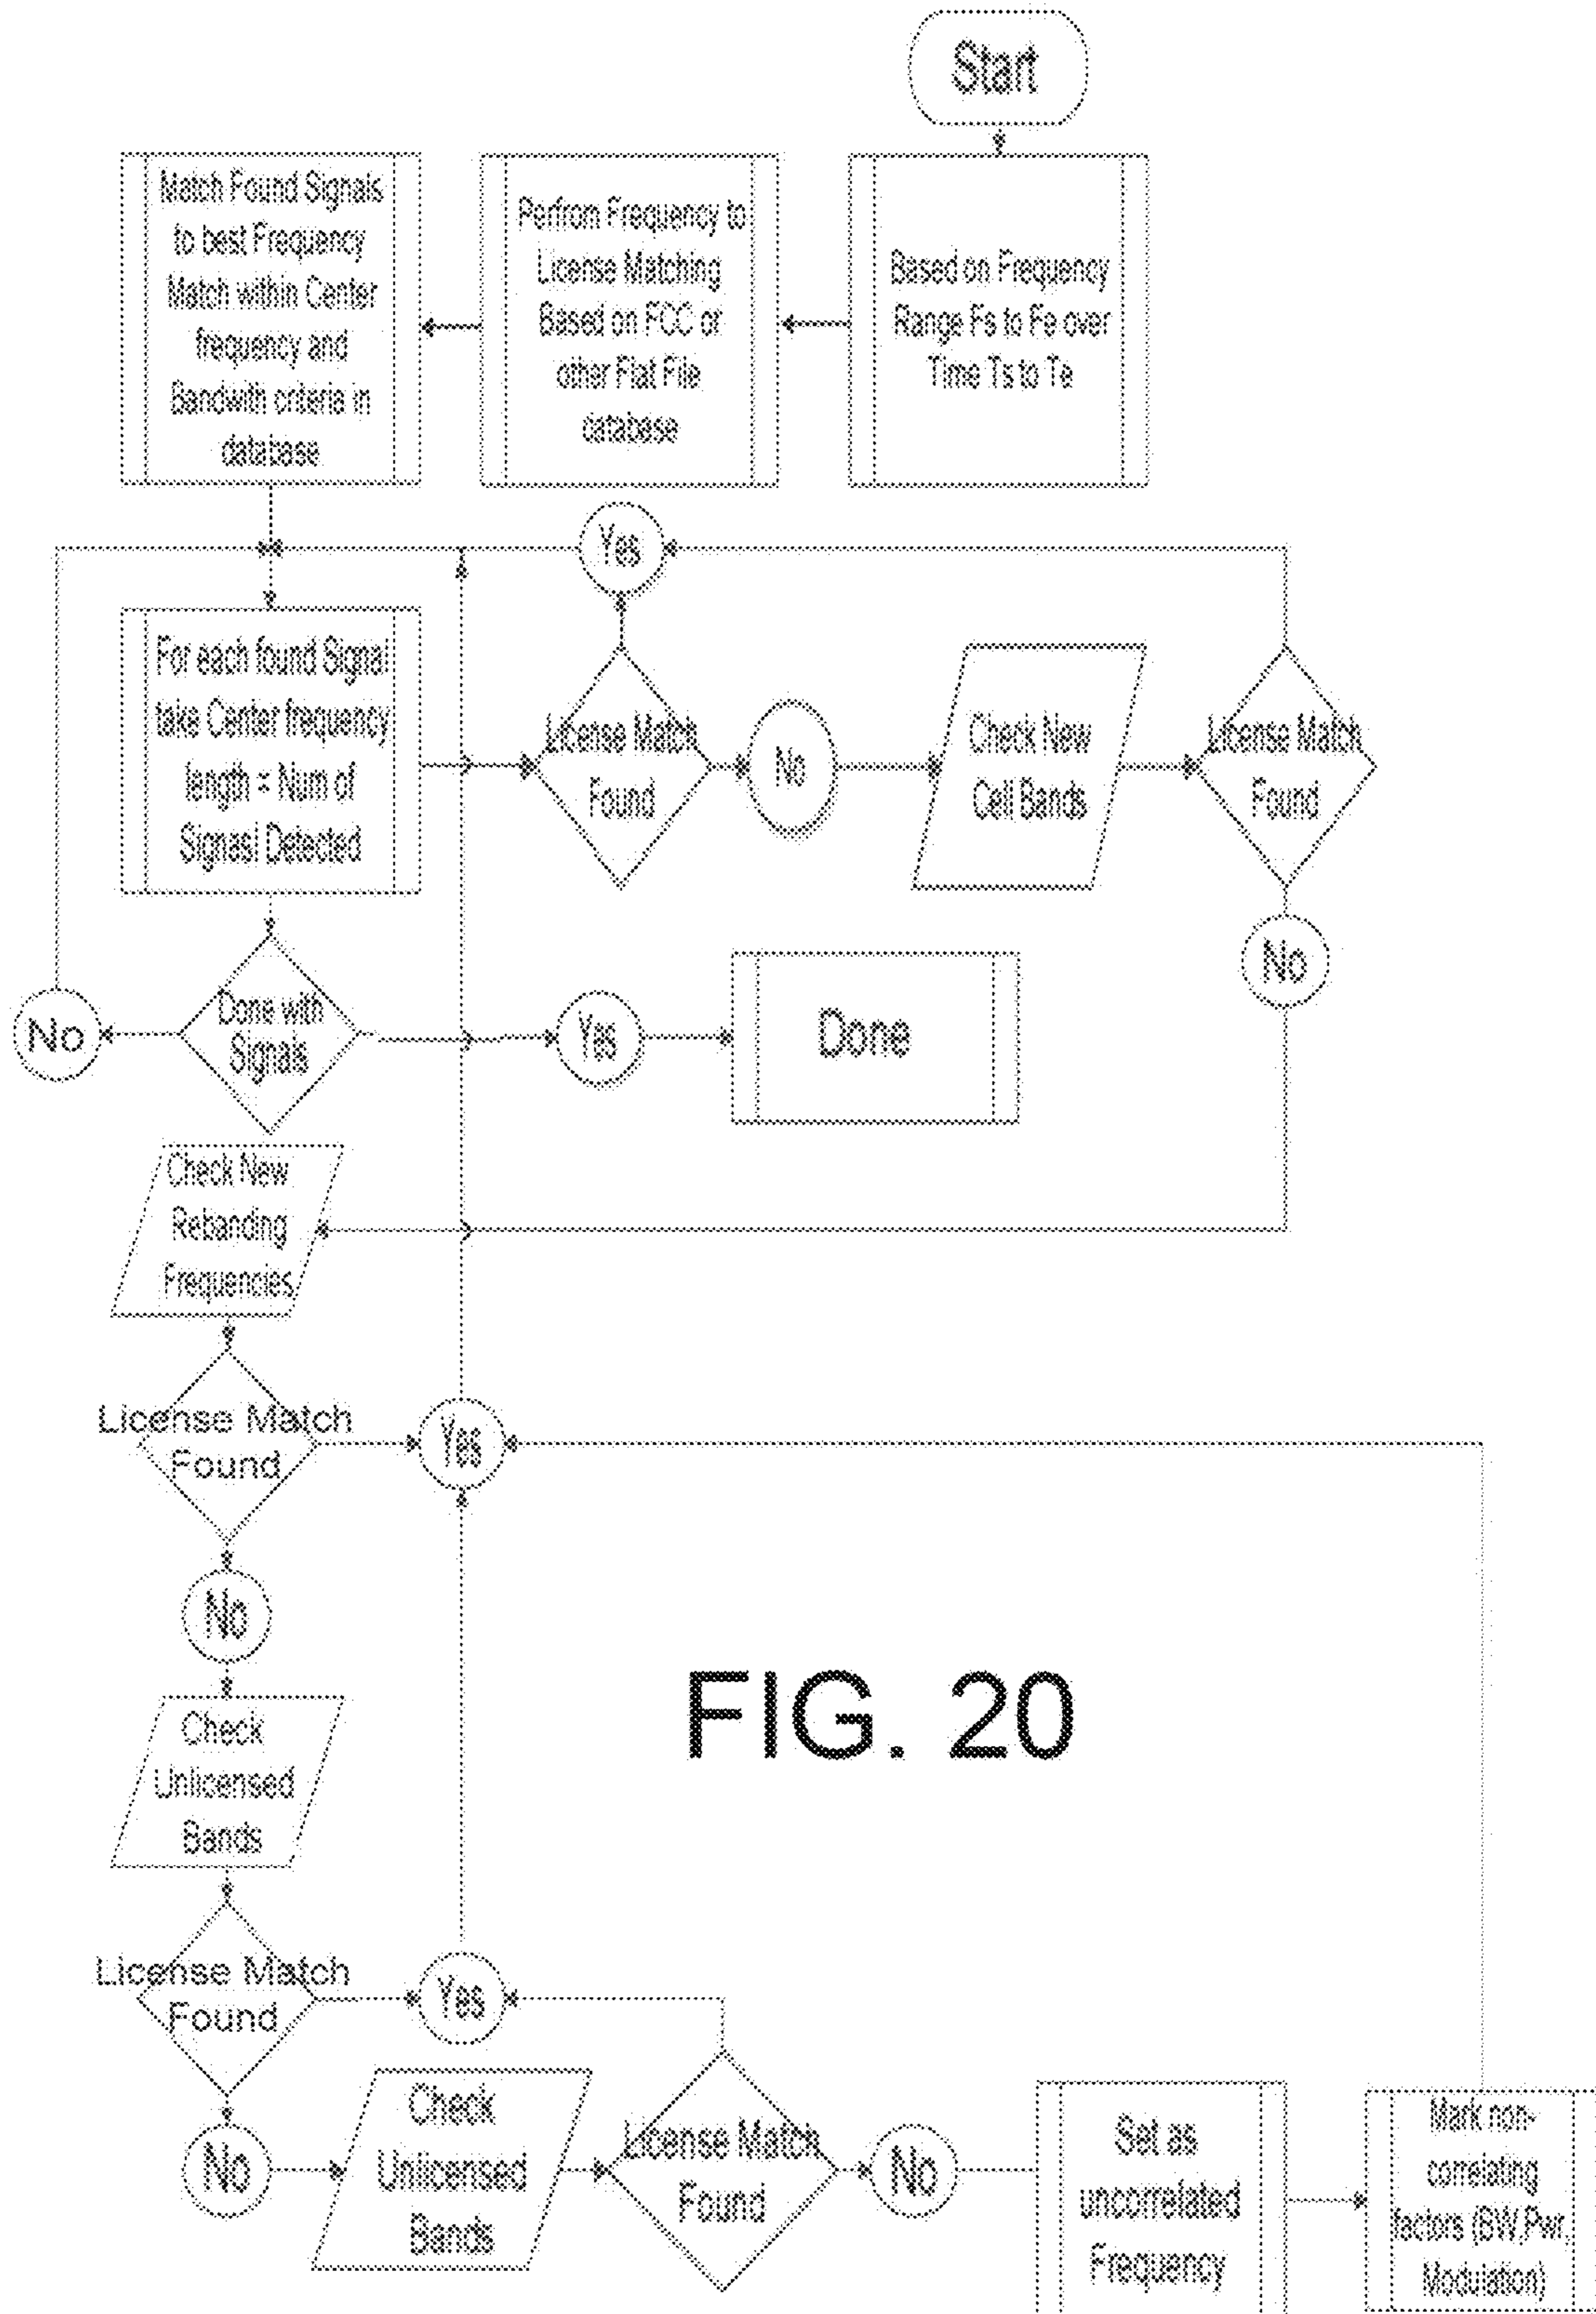 Start
Based on Frequency
Range Fs to Fe over
Time Ts to Te
Perfrom Frequency to
License Matching
Based on FCC or
other Flat File
database
Match Found Signals
to best Frequency
Match within Center
frequency and
Bandwith criteria in
database
Yes
For each found Signal
take Center frequency
length = Num of
Signasl Detected
License Match
Found
No
Check New
Cell Bands
License Match
Found
No
No
Done with
Signals
Yes
Done
Check New
Rebanding
Frequencies
License Match
Found
Yes
No
Check
Unlicensed
Bands
FIG. 20
License Match
Found
Yes
No
Check
Unlicensed
Bands
License Match
Found
No
Set as
uncorrelated
Frequency
Mark non-
correlating
factors (BW,Pwr,
Modulation)